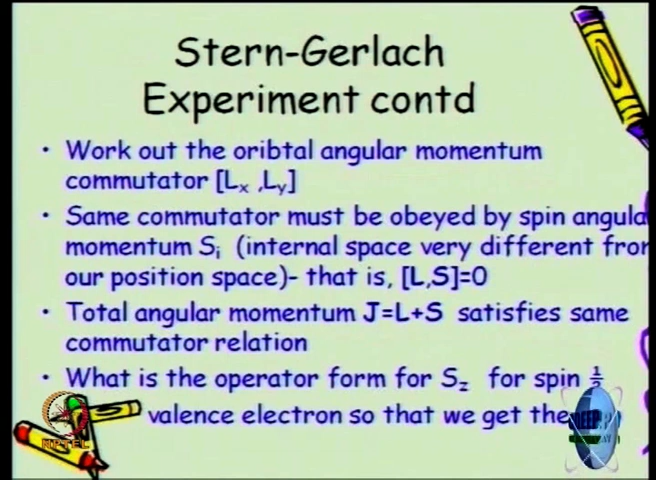 Stern-Gerlach
Experiment contd
• Work out the oribtal angular momentum
commutator [Lx ,Ly]
• Same commutator must be obeyed by spin angula
momentum Si (internal space very different from
our position space)- that is, [L,S]=0
• Total angular momentum J=L+S satisfies same
commutator relation
• What is the operator form for Sz for spin ½
valence electron so that we get the
NPTEL